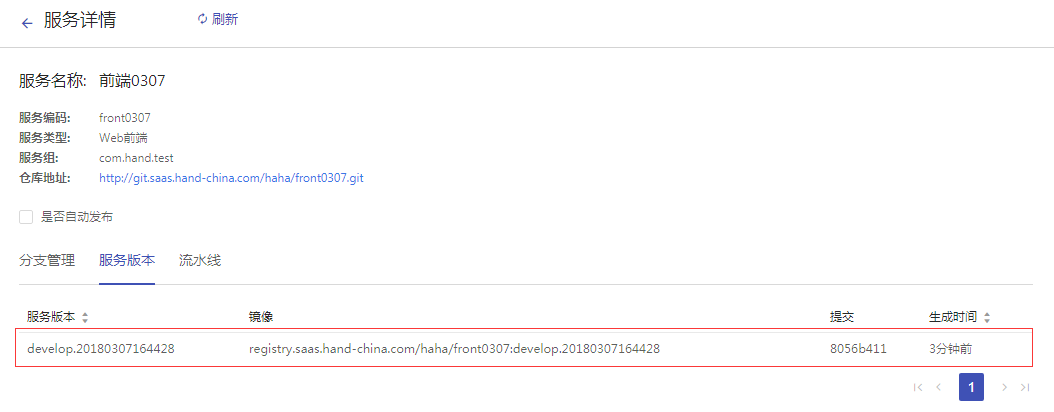 服务详情 刷新
服务名称: 前端0307
服务编码: front0307
服务类型: Web前端
服务组: com.hand.test
仓库地址: http://git.saas.hand-china.com/haha/front0307.git
是否自动发布
分支管理 服务版本 流水线
服务版本 镜像 提交 生成时间
develop.20180307164428 registry.saas.hand-china.com/haha/front0307:develop.20180307164428 8056b411 3分钟前
1